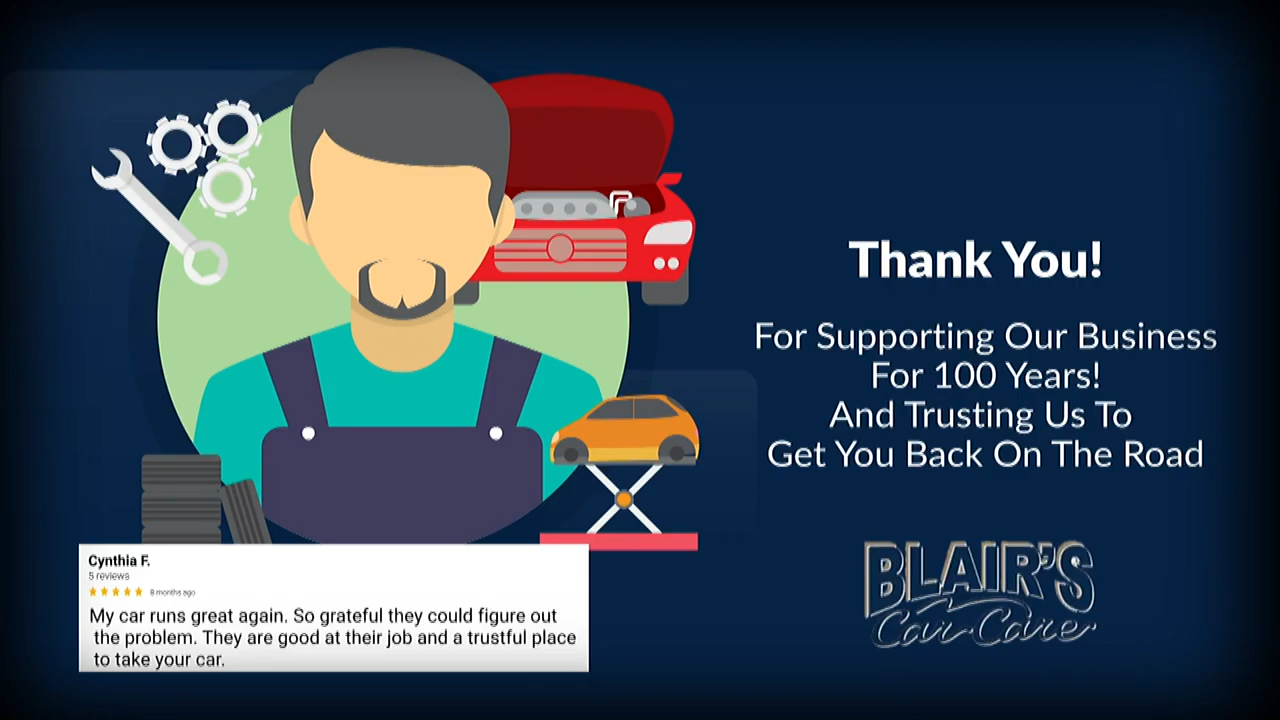 Thank You!
For Supporting Our Business
For 100 Years!
And Trusting Us To
Get You Back On The Road
BLAIR'S
Car Care
Cynthia F.
5 reviews
8 months ago
My car runs great again. So grateful they could figure out
the problem. They are good at their job and a trustful place
to take your car.